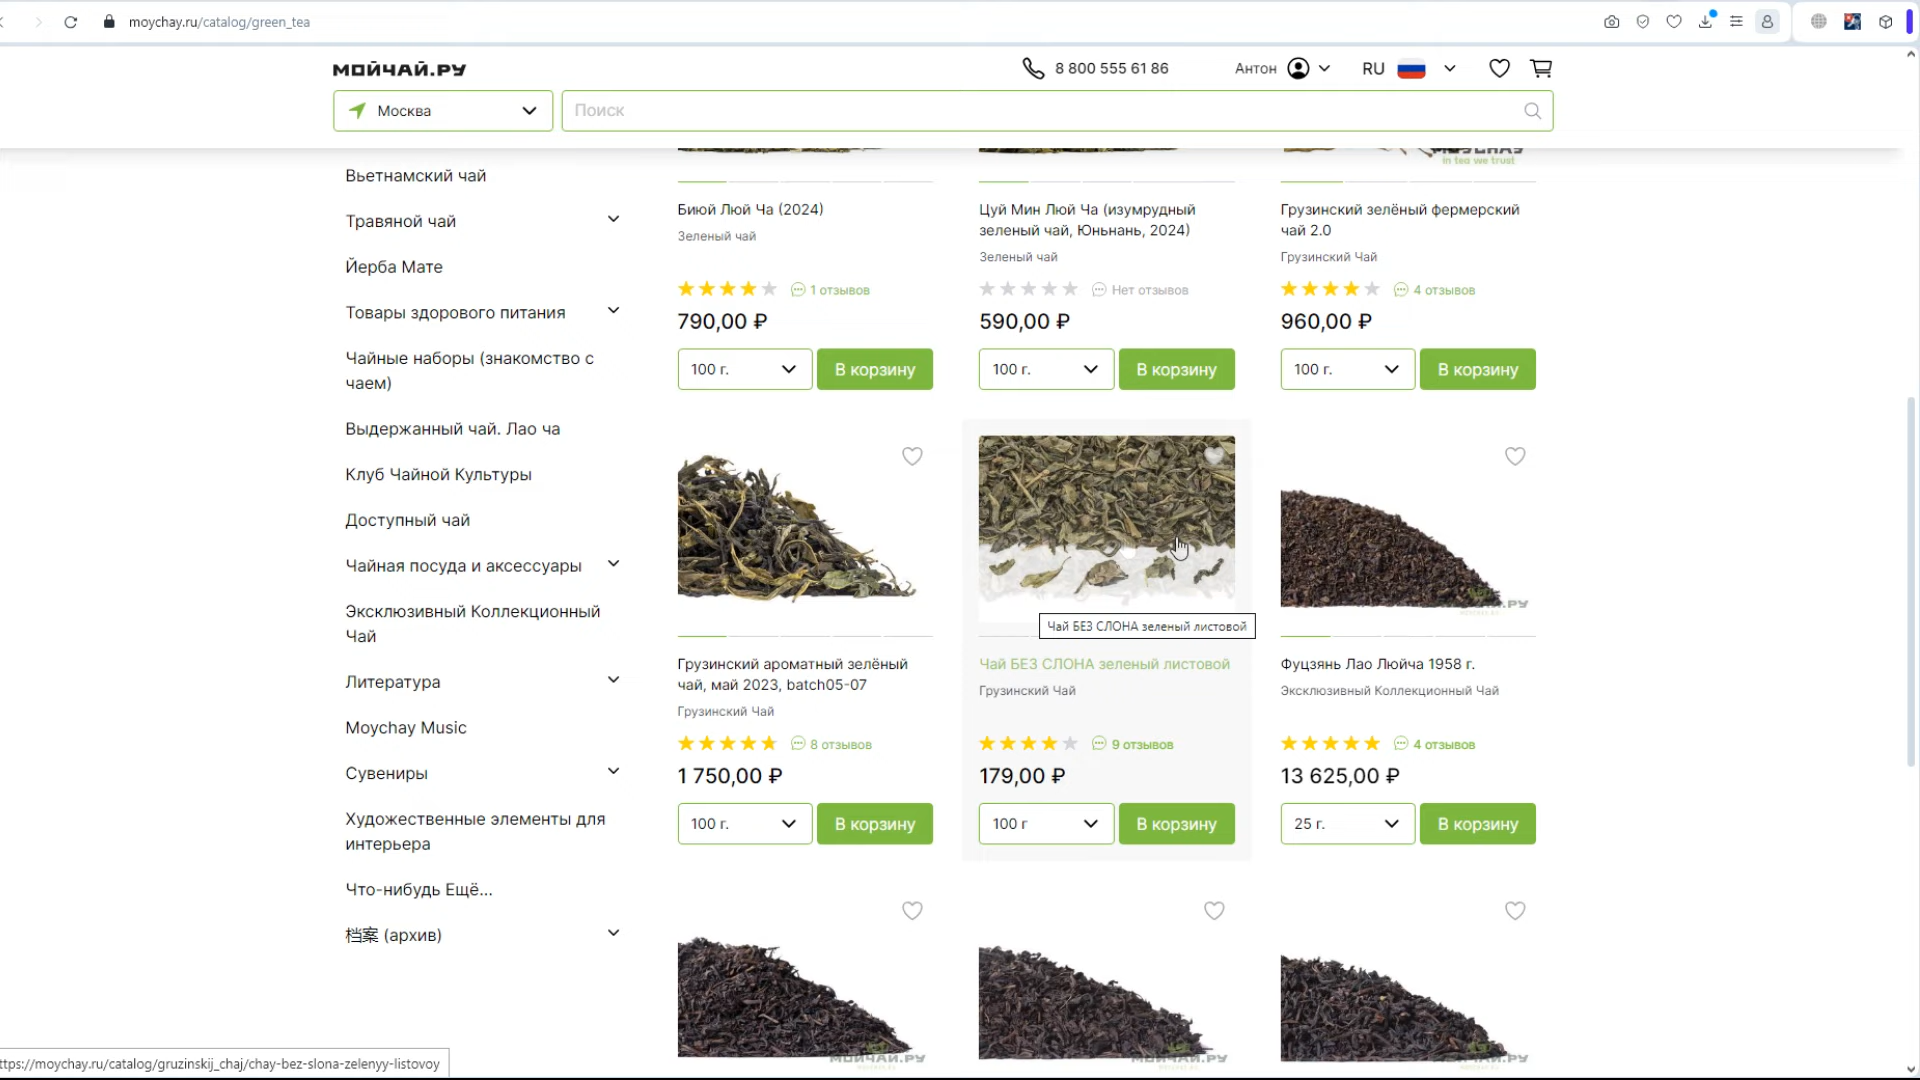 moychay.ru/catalog/green_tea
МОЙЧАЙ.РУ
8 800 555 61 86
Антон
RU
Москва
Поиск
Вьетнамский чай
Травяной чай
Йерба Мате
Товары здорового питания
Чайные наборы (знакомство с
чаем)
Выдержанный чай. Лао ча
Клуб Чайной Культуры
Доступный чай
Чайная посуда и аксессуары
Эксклюзивный Коллекционный
Чай
Литература
Moychay Music
Сувениры
Художественные элементы для
интерьера
Что-нибудь Ещё...
档案 (архив)
in tea we trust
Биюй Люй Ча (2024)
Зеленый чай
1 отзывов
790,00 ₽
100 г.
В корзину
Цуй Мин Люй Ча (изумрудный
зеленый чай, Юньнань, 2024)
Зеленый чай
Нет отзывов
590,00 ₽
100 г.
В корзину
Грузинский зелёный фермерский
чай 2.0
Грузинский Чай
4 отзывов
960,00 ₽
100 г.
В корзину
Грузинский ароматный зелёный
чай, май 2023, batch05-07
Грузинский Чай
8 отзывов
1 750,00 ₽
100 г.
В корзину
Чай БЕЗ СЛОНА зеленый листовой
Чай БЕЗ СЛОНА зеленый листовой
Грузинский Чай
9 отзывов
179,00 ₽
100 г
В корзину
Фуцзянь Лао Люйча 1958 г.
Эксклюзивный Коллекционный Чай
4 отзывов
13 625,00 ₽
25 г.
В корзину
МОЙЧАЙ.РУ
МОЙЧАЙ.РУ
ttps://moychay.ru/catalog/gruzinskij_chaj/chay-bez-slona-zelenyy-listovoy